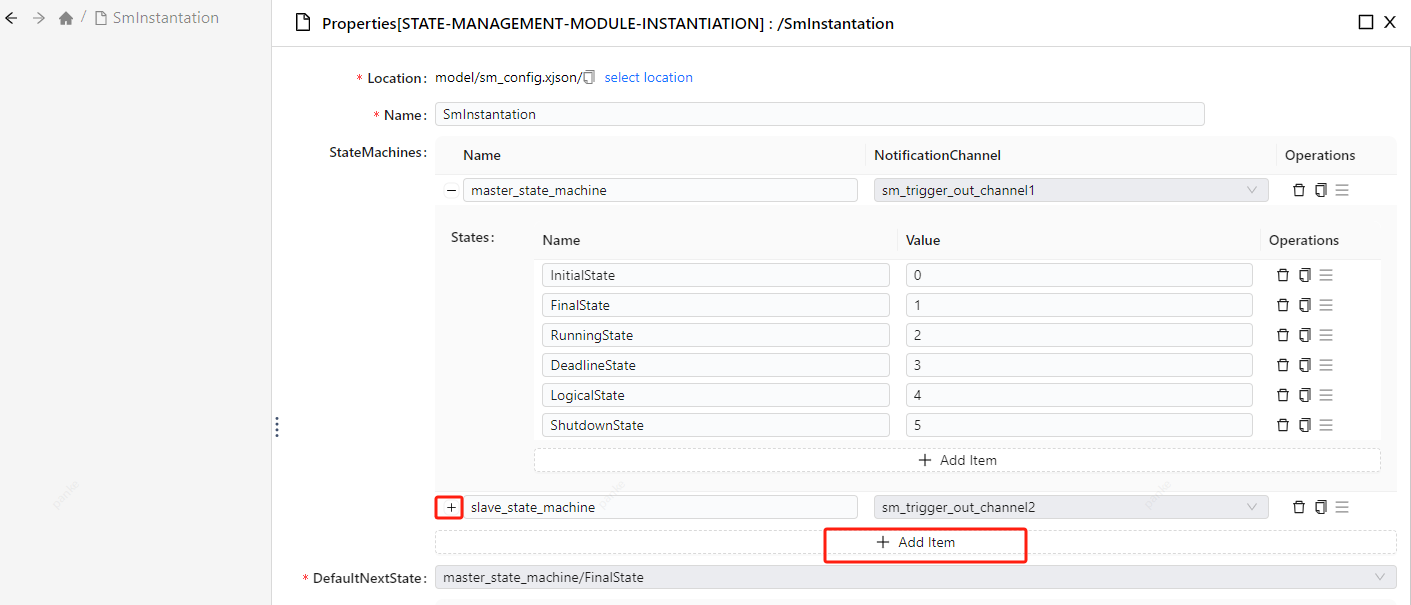 / SmInstantation
Properties[STATE-MANAGEMENT-MODULE-INSTANTIATION] : /SmInstantation
* Location: model/sm_config.xjson/ select location
* Name: SmInstantation
StateMachines: Name NotificationChannel Operations
master_state_machine sm_trigger_out_channel1
States: Name Value Operations
InitialState 0
FinalState 1
RunningState 2
DeadlineState 3
LogicalState 4
ShutdownState 5
+ Add Item
+ slave_state_machine sm_trigger_out_channel2
+ Add Item
* DefaultNextState: master_state_machine/FinalState